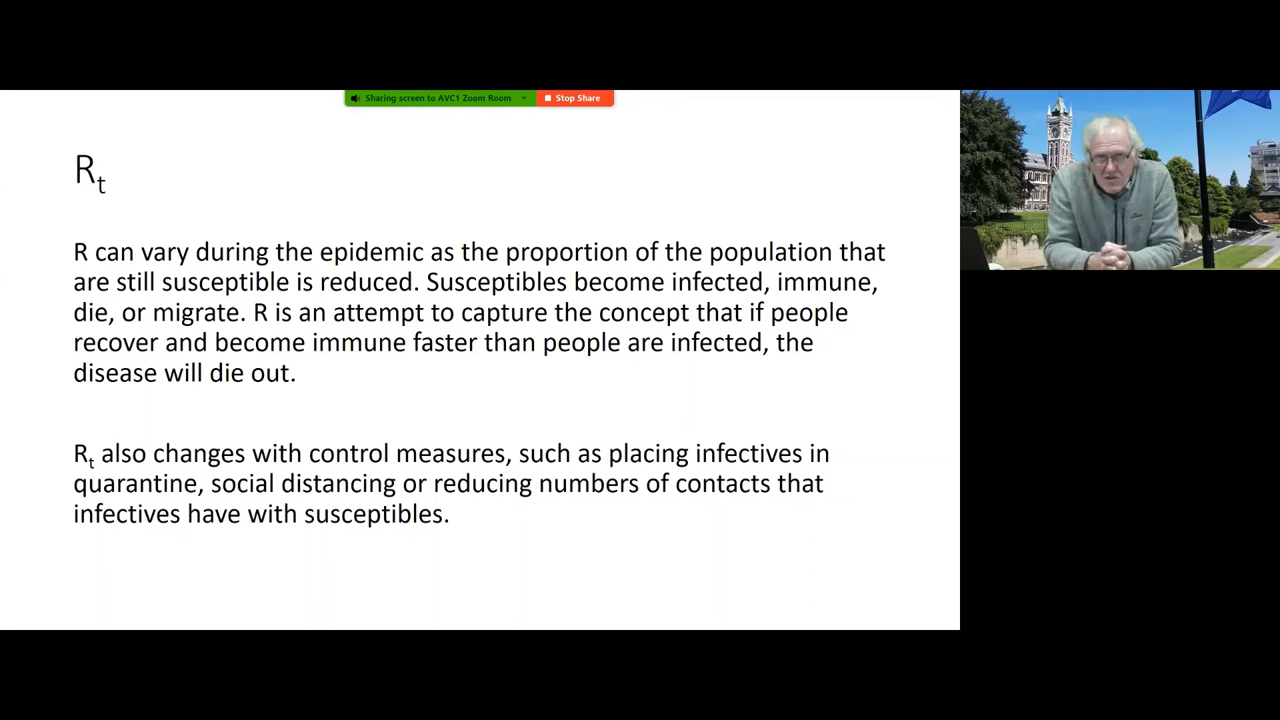 Sharing screen to AVC1 Zoom Room
Stop Share
Rt
R can vary during the epidemic as the proportion of the population that
are still susceptible is reduced. Susceptibles become infected, immune,
die, or migrate. R is an attempt to capture the concept that if people
recover and become immune faster than people are infected, the
disease will die out.
Rt also changes with control measures, such as placing infectives in
quarantine, social distancing or reducing numbers of contacts that
infectives have with susceptibles.